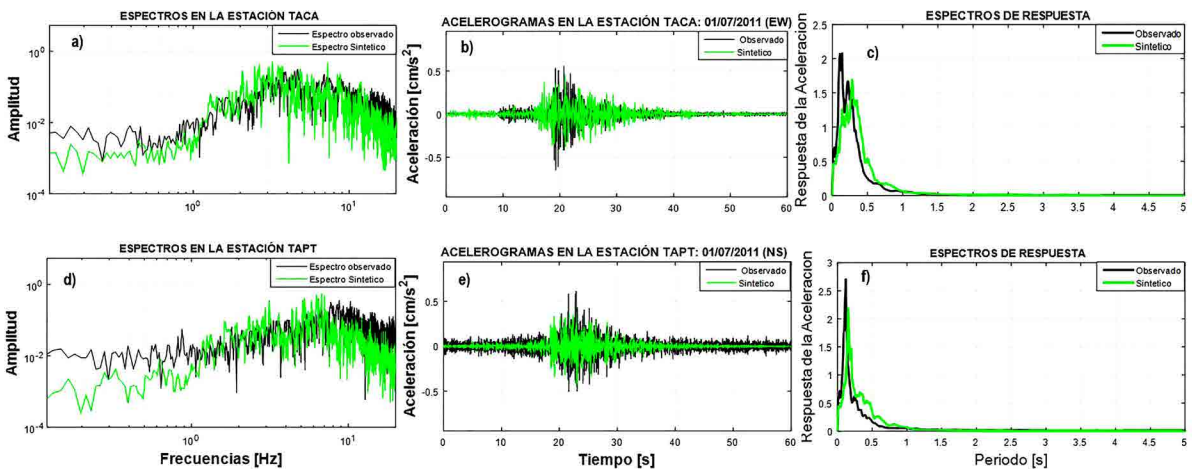 ESPECTROS EN LA ESTACIÓN TACA
a)
Espectro observado
Espectro Sintetico
Amplitud
10^0
10^-2
10^-4
10^0
10^1
ACELEROGRAMAS EN LA ESTACIÓN TACA: 01/07/2011 (EW)
b)
Observado
Sintetico
Aceleración [cm/s^2]
0.5
0
-0.5
0 10 20 30 40 50 60
ESPECTROS DE RESPUESTA
c)
Observado
Sintético
Respuesta de la Aceleracion
2.5
2
1.5
1
0.5
0
0 0.5 1 1.5 2 2.5 3 3.5 4 4.5 5
ESPECTROS EN LA ESTACIÓN TAPT
d)
Espectro observado
Espectro Sintetico
Amplitud
10^0
10^-2
10^-4
10^0
10^1
Frecuencias [Hz]
ACELEROGRAMAS EN LA ESTACIÓN TAPT: 01/07/2011 (NS)
e)
Observado
Sintético
Aceleración [cm/s^2]
0.5
0
-0.5
0 10 20 30 40 50 60
Tiempo [s]
ESPECTROS DE RESPUESTA
f)
Observado
Sintético
Respuesta de la Aceleracion
3
2.5
2
1
0.5
0
0 0.5 1 1.5 2 2.5 3 3.5 4 4.5 5
Periodo [s]